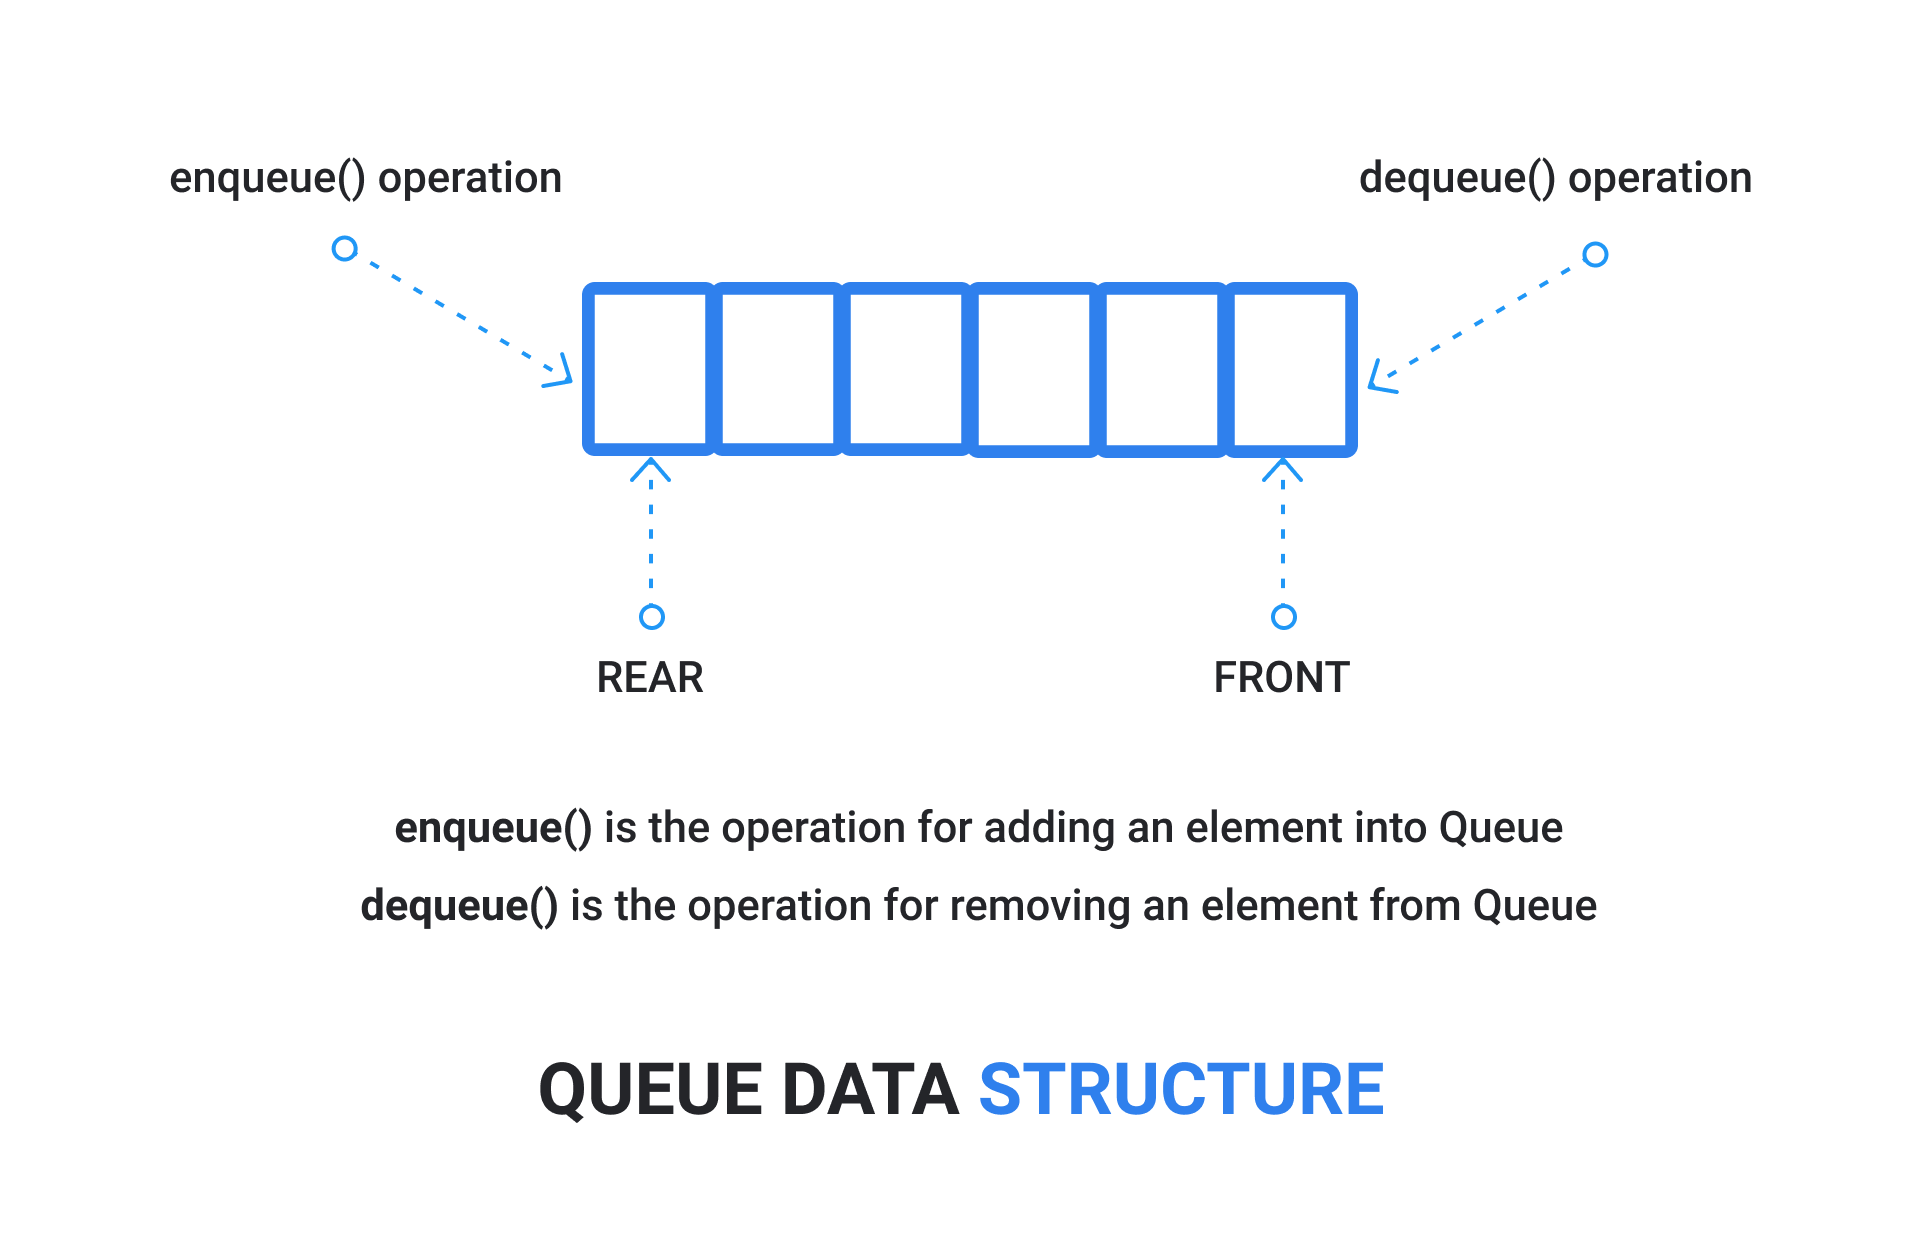 enqueue() operation
dequeue() operation
REAR
FRONT
enqueue() is the operation for adding an element into Queue
dequeue() is the operation for removing an element from Queue
QUEUE DATA STRUCTURE